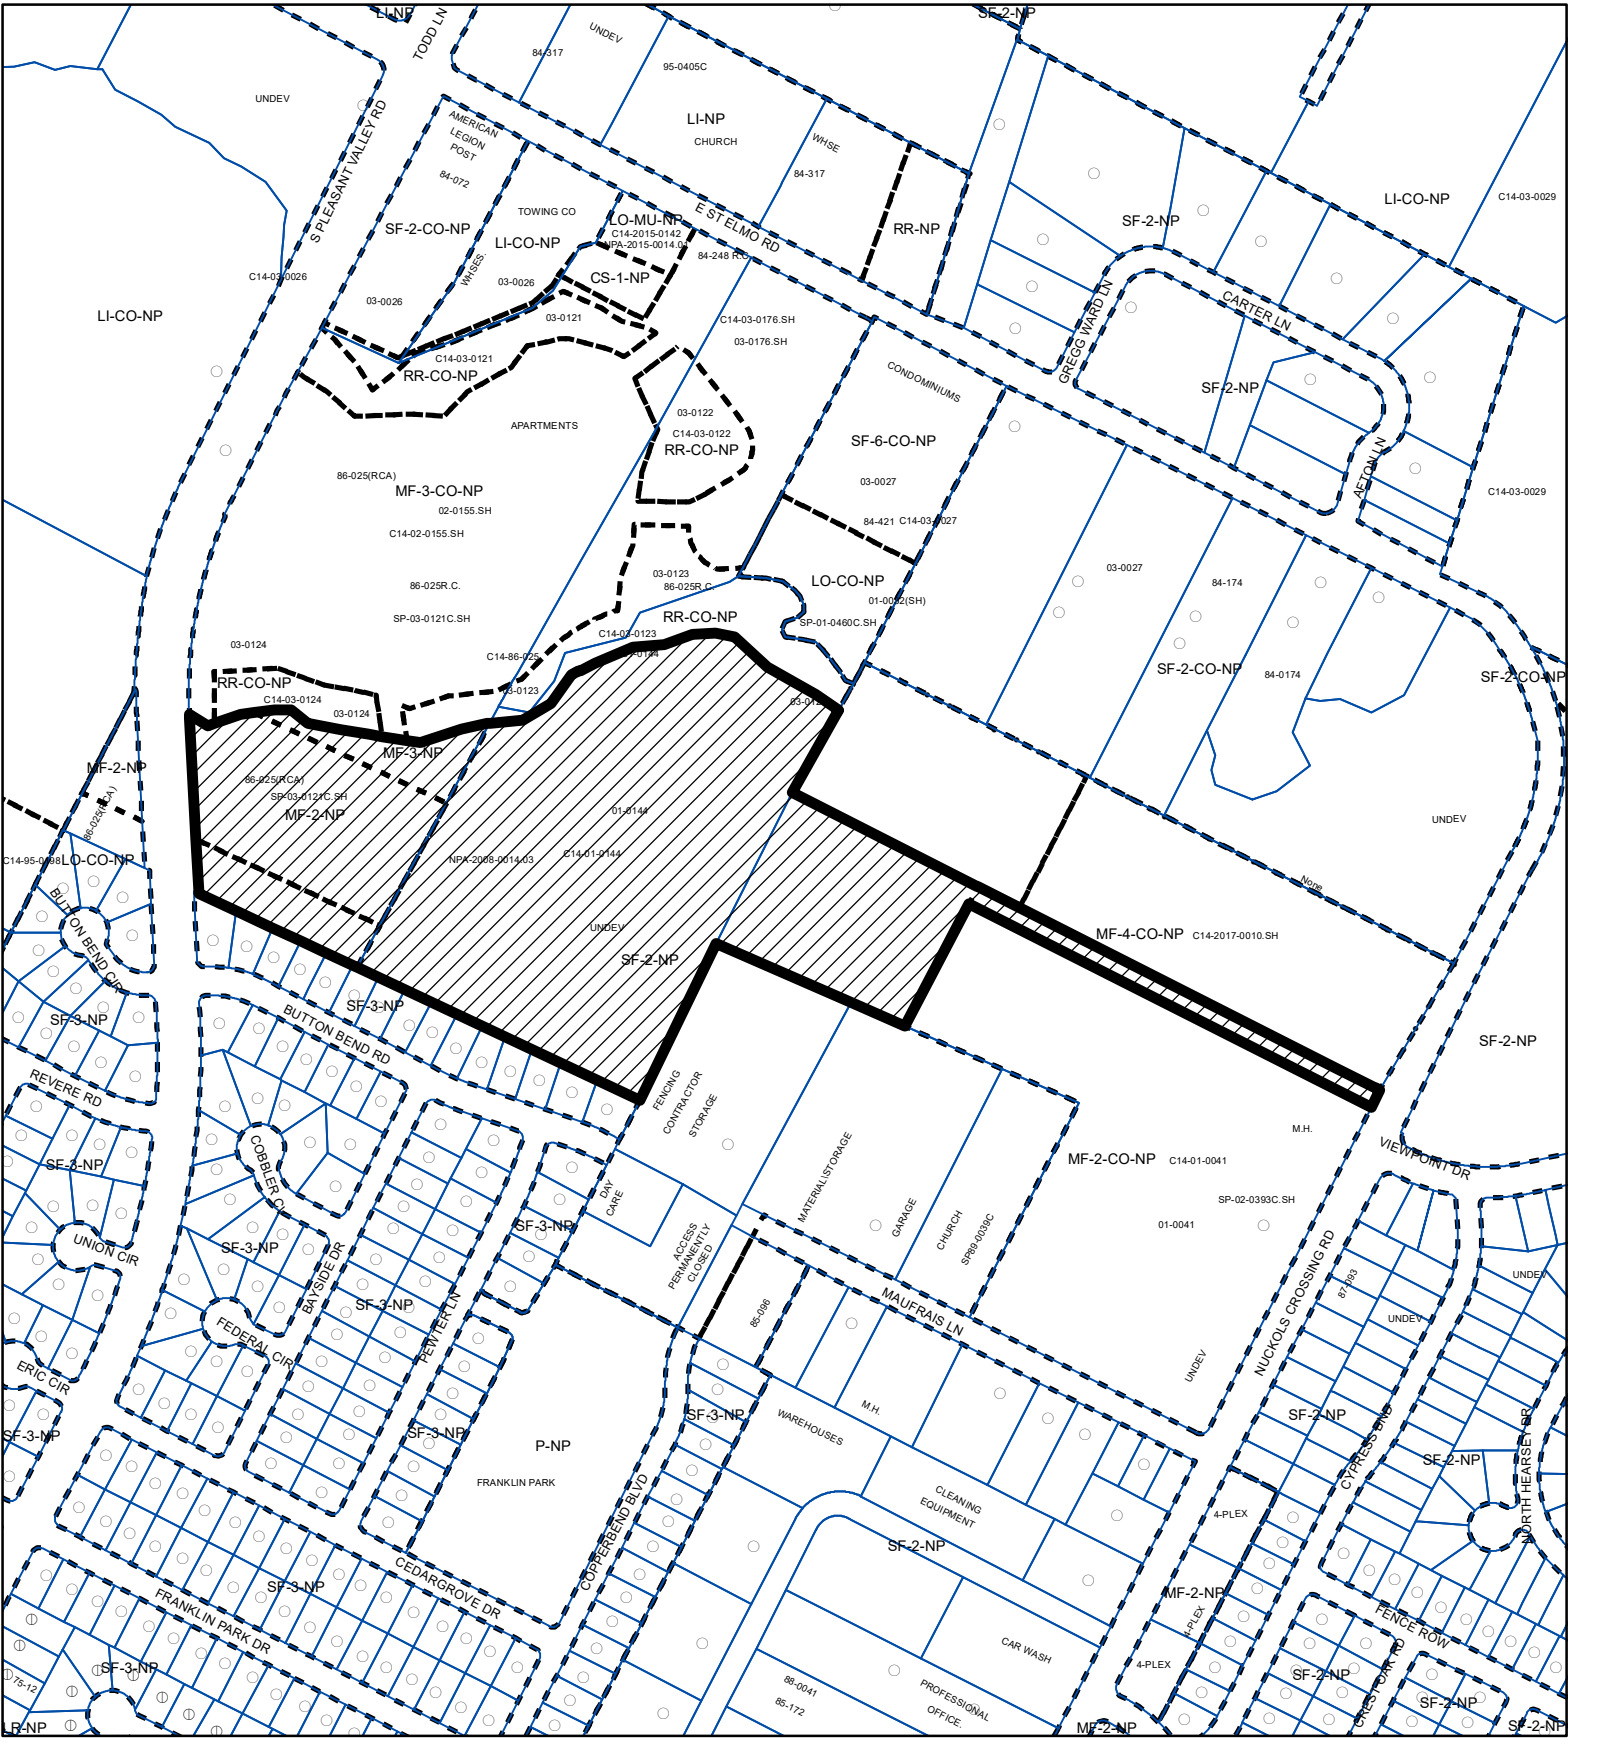 LI-NP
TODD LN
SF-2-NP
UNDEV
84-317
95-0405C
UNDEV
S PLEASANT VALLEY RD
AMERICAN
LEGION
POST
84-072
LI-NP
CHURCH
WHSE
84-317
LI-CO-NP
C14-03-0029
TOWING CO
LO-MU-NP
C14-2015-0142
E ST ELMO RD
SF-2-CO-NP
LI-CO-NP
84-248 R.C.
RR-NP
SF-2-NP
WHSES.
C14-03-0026
03-0026
CS-1-NP
03-0026
LI-CO-NP
03-0121
C14-03-0176.SH
03-0176.SH
GREGG WARD LN
CARTER LN
C14-03-0121
RR-CO-NP
CONDOMINIUMS
SF-2-NP
03-0122
C14-03-0122
RR-CO-NP
APARTMENTS
SF-6-CO-NP
AFTON LN
86-025(RCA)
MF-3-CO-NP
02-0155.SH
C14-02-0155.SH
03-0027
84-421
C14-03-0027
C14-03-0029
86-025R.C.
SP-03-0121C.SH
03-0123
86-025R.C.
RR-CO-NP
C14-03-0123
LO-CO-NP
SP-01-0460C.SH
03-0027
84-174
03-0124
C14-86-025
RR-CO-NP
C14-03-0124
03-0124
03-0123
SF-2-CO-NP
84-0174
SF-2-CO-NP
MF-3-NP
MF-2-NP
86-025(RCA)
86-025(RCA)
SP-03-0121C.SH
MF-2-NP
01-0144
UNDEV
LO-CO-NP
NPA-2008-0014.03
C14-01-0144
None
BUTTON BEND CIR
UNDEV
SF-2-NP
MF-4-CO-NP
C14-2017-0010.SH
SF-3-NP
SF-3-NP
BUTTON BEND RD
SF-2-NP
REVERE RD
FENCING
CONTRACTOR
STORAGE
M.H.
VIEWPOINT DR
COBBLER CV
SF-3-NP
MATERIALSTORAGE
MF-2-CO-NP
C14-01-0041
DAY
CARE
SP-02-0393C.SH
GARAGE
CHURCH
SP89-0039C
01-0041
SF-3-NP
UNION CIR
SF-3-NP
ACCESS
PERMANENTLY
CLOSED
NUCKOLS CROSSING RD
BAYSIDE DR
UNDEV
87-093
SF-3-NP
PEWTER LN
85-096
MAUFRAIS LN
UNDEV
FEDERAL CIR
ERIC CIR
UNDEV
M.H.
SF-3-NP
SF-3-NP
SF-3-NP
WAREHOUSES
SF-2-NP
CYPRESS BND
NORTH HEARSEY DR
P-NP
SF-2-NP
FRANKLIN PARK
COPPERBEND BLVD
CLEANING
EQUIPMENT
4-PLEX
SF-2-NP
SF-3-NP
CEDARGROVE DR
MF-2-NP
4-PLEX
FRANKLIN PARK DR
FENCE ROW
CAR WASH
4-PLEX
SF-3-NP
SF-2-NP
CREST OAK RD
75-12
88-0041
85-172
PROFESSIONAL
OFFICE.
SF-2-NP
LR-NP
MF-2-NP
SF-2-NP